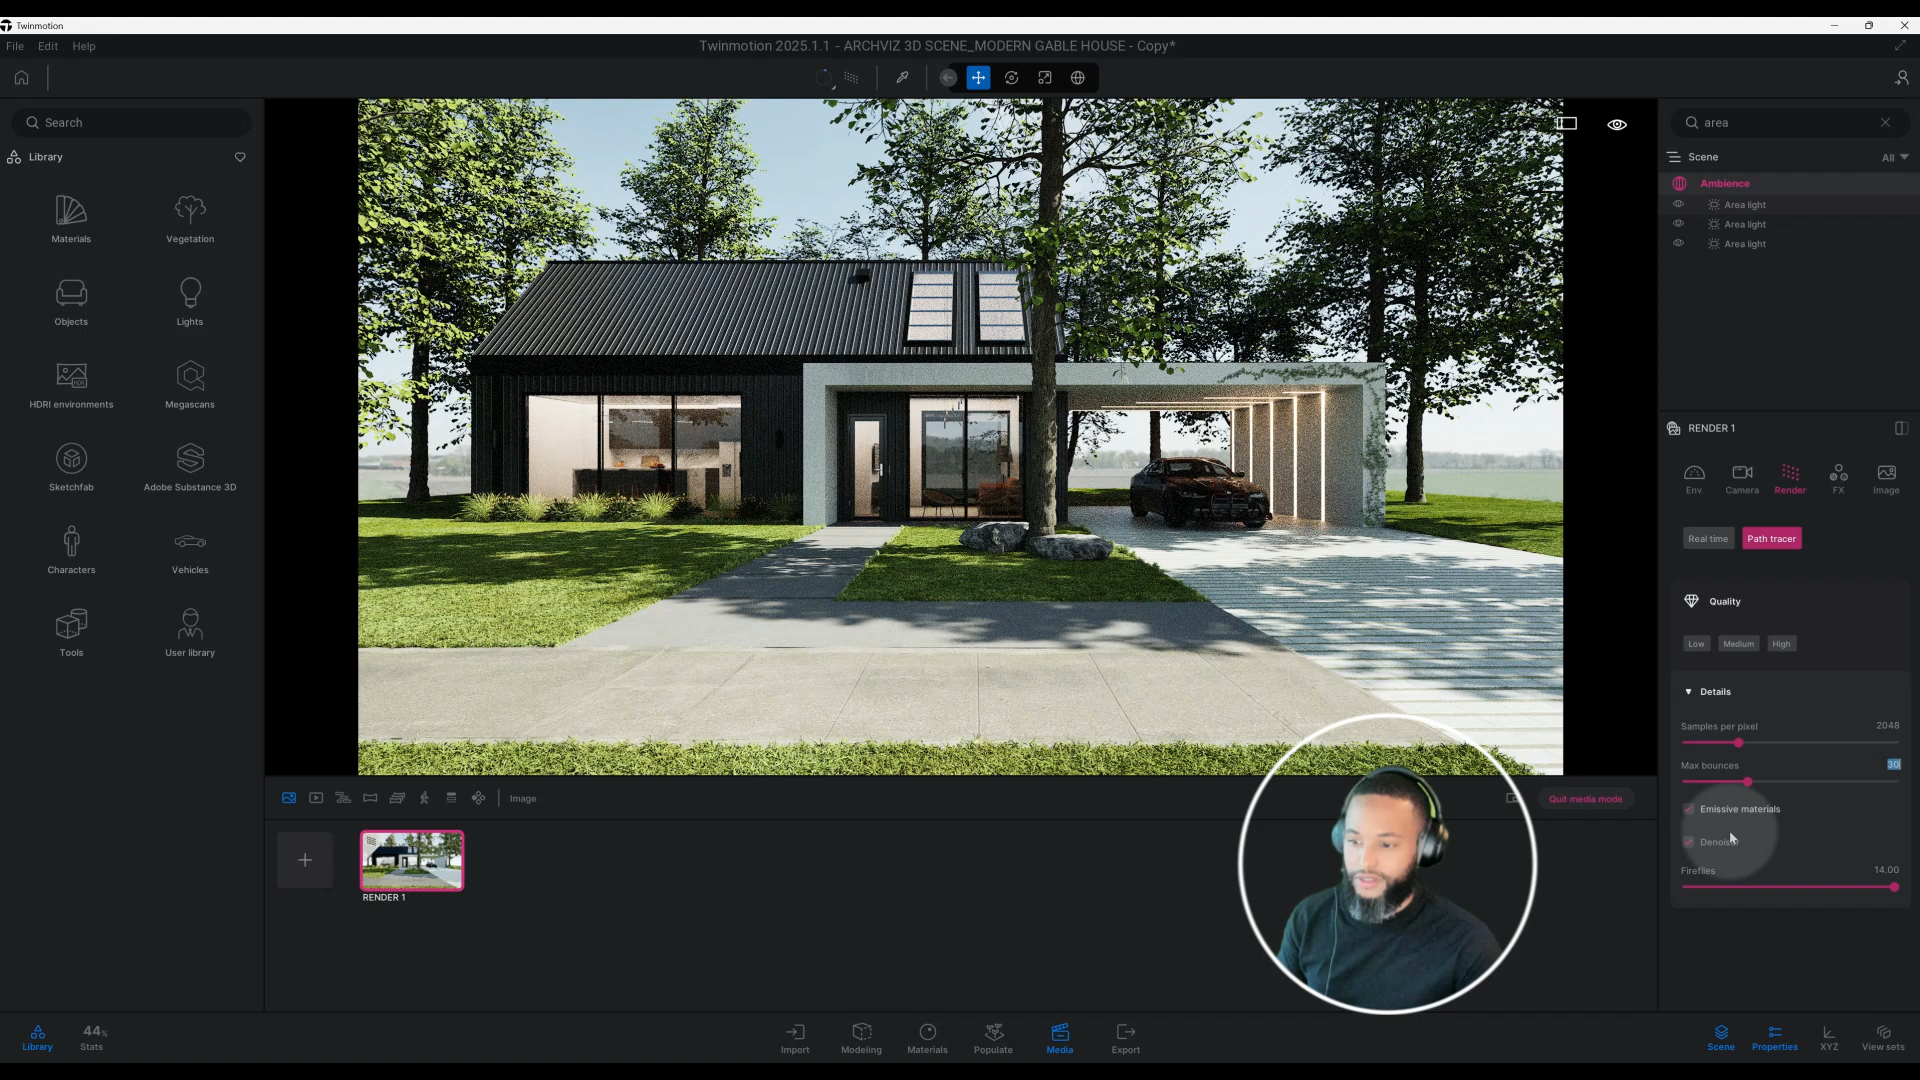 Twinmotion
File Edit Help
Twinmotion 2025.1.1 - ARCHVIZ 3D SCENE_MODERN GABLE HOUSE - Copy*
Search
Library
Materials
Vegetation
Objects
Lights
HDRI environments
Megascans
Sketchfab
Adobe Substance 3D
Characters
Vehicles
Tools
User library
area
Scene
All
Ambience
Area light
Area light
Area light
RENDER 1
Env
Camera
Render
FX
Image
Real time
Path tracer
Quality
Low
Medium
High
Details
Samples per pixel 2048
Max bounces 30
Emissive materials
Fireflies 14.00
Image
Quit media mode
RENDER 1
Library
44%
Stats
Import
Modeling
Materials
Populate
Media
Export
Scene
Properties
XYZ
View sets